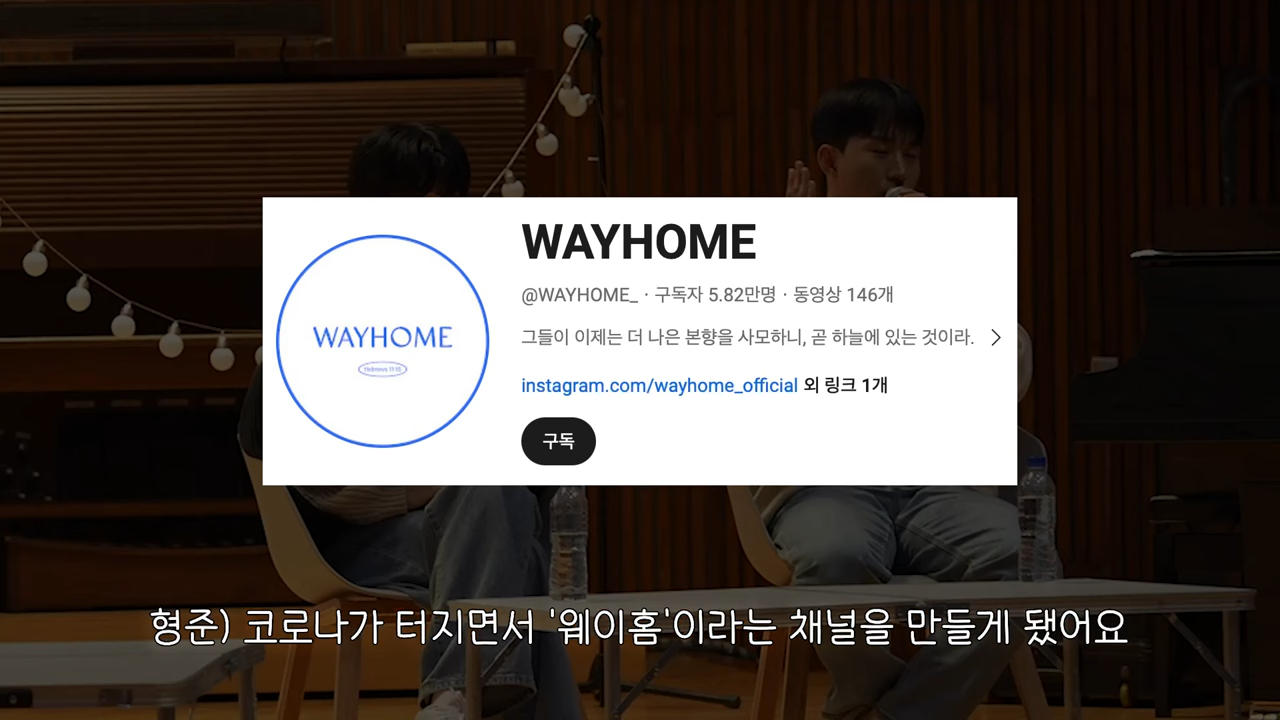 WAYHOME
@WAYHOME_ · 구독자 5.82만명 · 동영상 146개
그들이 이제는 더 나은 본향을 사모하니, 곧 하늘에 있는 것이라.
instagram.com/wayhome_official 외 링크 1개
구독
WAYHOME
형준) 코로나가 터지면서 '웨이홈'이라는 채널을 만들게 됐어요